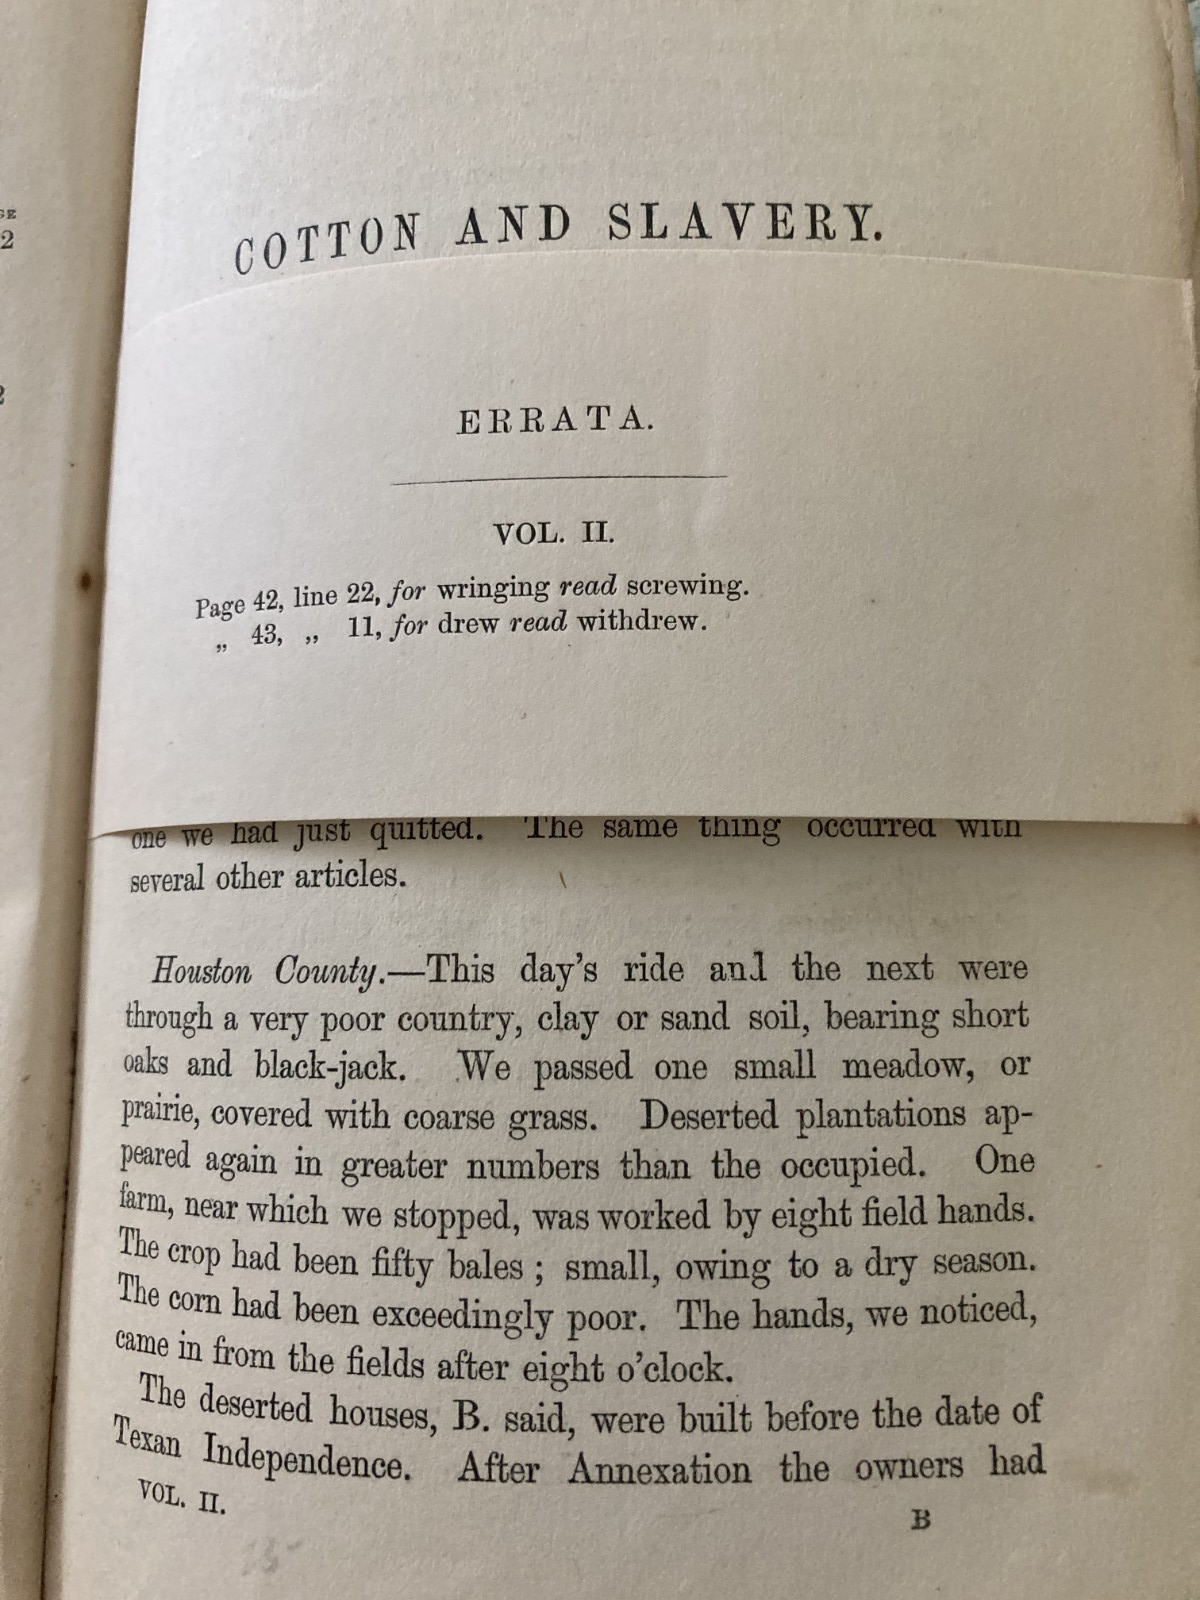 GE
2
2
COTTON AND SLAVERY.
ERRATA.
VOL. II.
Page 42, line 22, for wringing read screwing.
„ 43, „ 11, for drew read withdrew.
one we had just quitted. The same thing occurred with
several other articles.
Houston County.—This day's ride and the next were
through a very poor country, clay or sand soil, bearing short
oaks and black-jack. We passed one small meadow, or
prairie, covered with coarse grass. Deserted plantations ap-
peared again in greater numbers than the occupied. One
farm, near which we stopped, was worked by eight field hands.
The crop had been fifty bales; small, owing to a dry season.
The corn had been exceedingly poor. The hands, we noticed,
came in from the fields after eight o'clock.
The deserted houses, B. said, were built before the date of
Texan Independence. After Annexation the owners had
VOL. II.
B